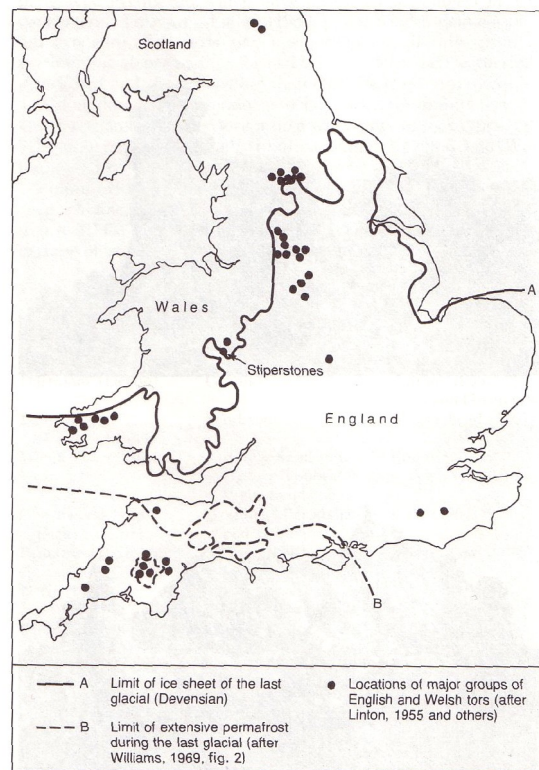 Scotland
Wales
Stiperstones
England
A
B
A Limit of ice sheet of the last
glacial (Devensian)
B Limit of extensive permafrost
during the last glacial (after
Williams, 1969, fig. 2)
Locations of major groups of
English and Welsh tors (after
Linton, 1955 and others)